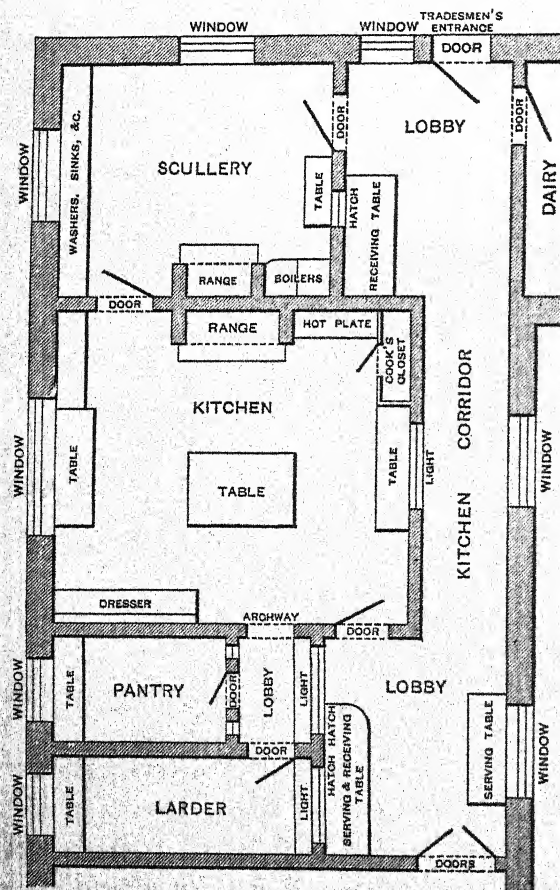 WINDOW
WINDOW
TRADESMEN'S
ENTRANCE
DOOR
LOBBY
DOOR
DOOR
DAIRY
WINDOW
WASHERS, SINKS, &C.
SCULLERY
TABLE
HATCH
RECEIVING TABLE
RANGE
BOILERS
DOOR
RANGE
HOT PLATE
COOK'S
CLOSET
KITCHEN
WINDOW
TABLE
TABLE
TABLE
LIGHT
KITCHEN CORRIDOR
WINDOW
DRESSER
ARCHWAY
DOOR
WINDOW
TABLE
PANTRY
DOOR
LOBBY
LIGHT
LOBBY
HATCH
HATCH
SERVING & RECEIVING
TABLE
SERVING TABLE
WINDOW
DOOR
WINDOW
TABLE
LARDER
LIGHT
DOORS